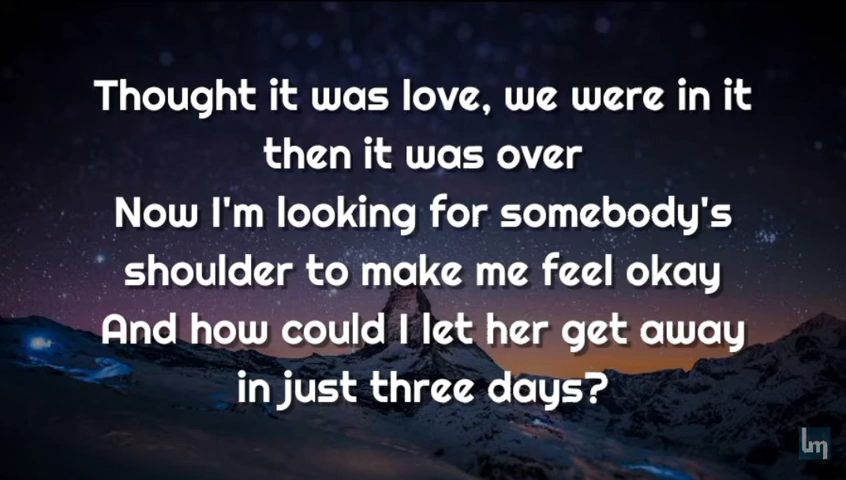 Thought it was love, we were in it
then it was over
Now I'm looking for somebody's
shoulder to make me feel okay
And how could I let her get away
in just three days?
lm